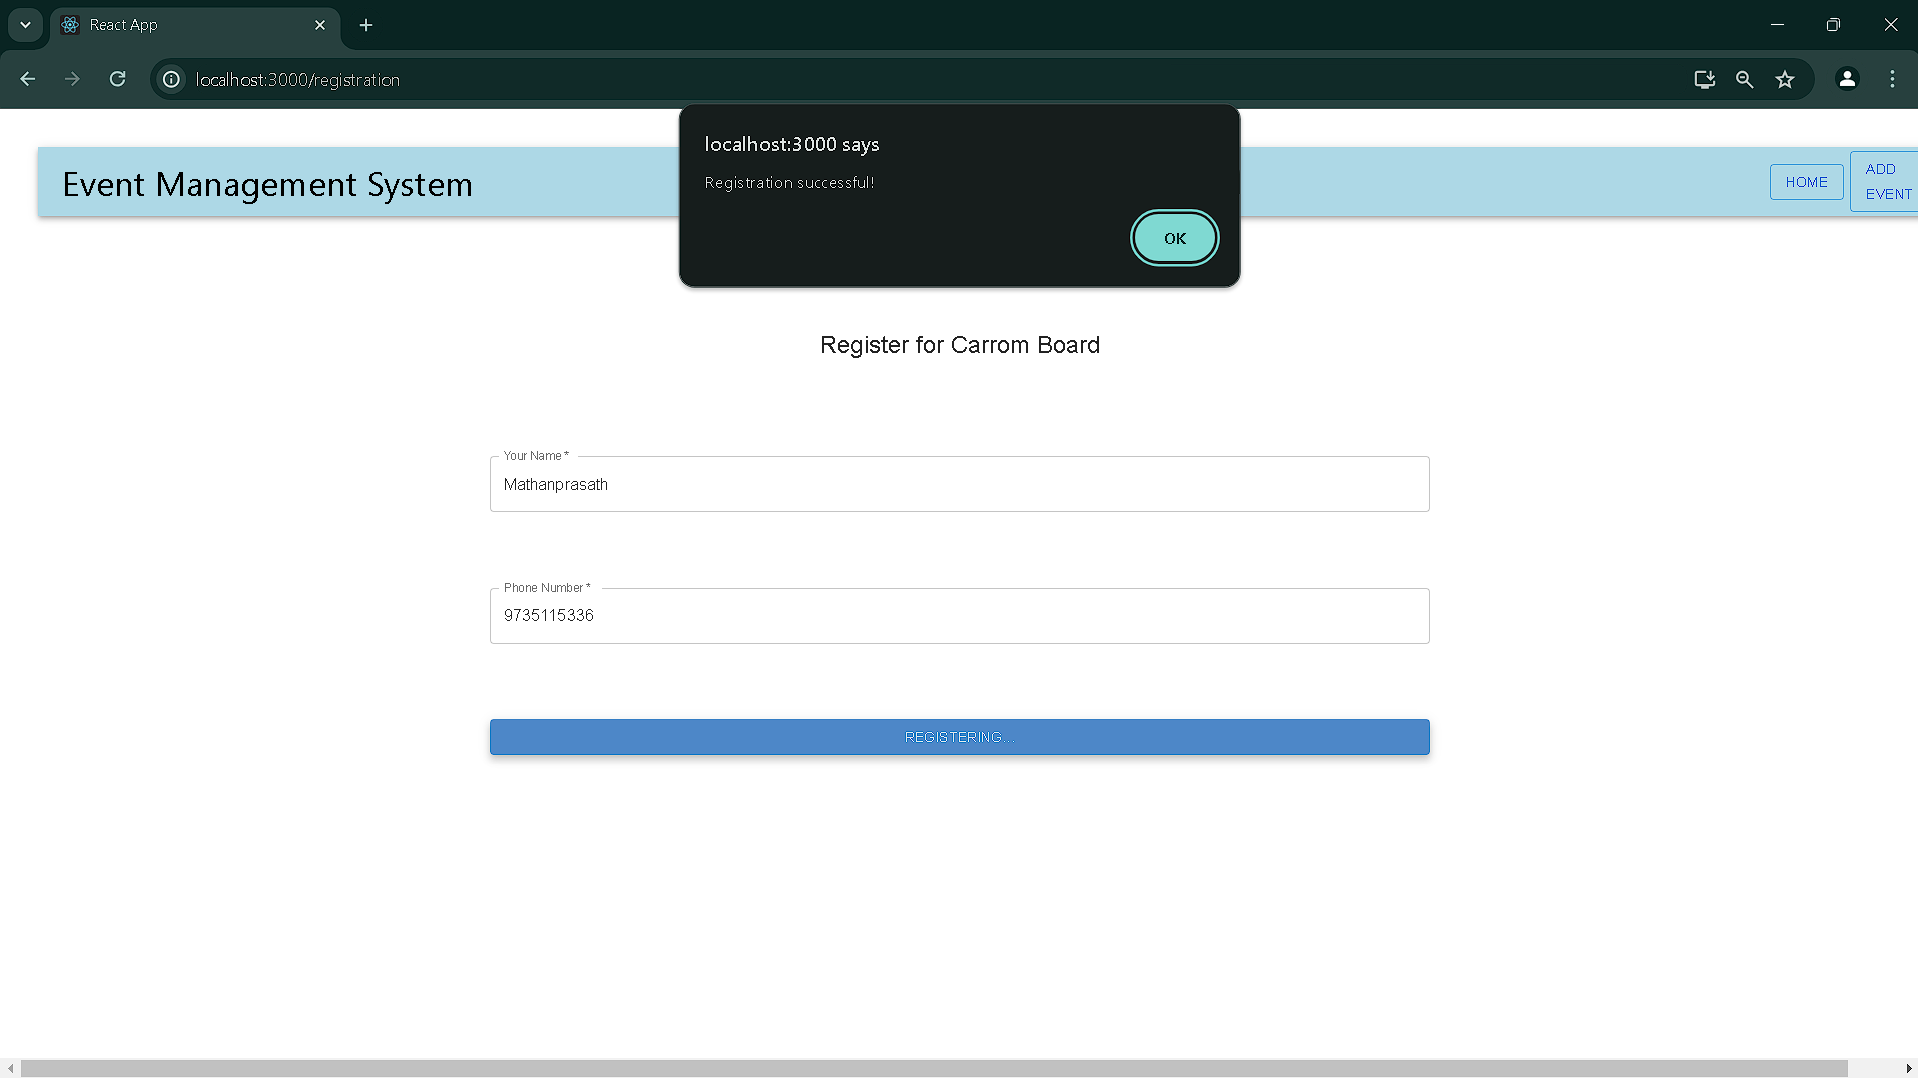 React App
localhost:3000/registration
localhost:3000 says
Registration successful!
OK
Event Management System
HOME
ADD
EVENT
Register for Carrom Board
Your Name *
Mathanprasath
Phone Number *
9735115336
REGISTERING...